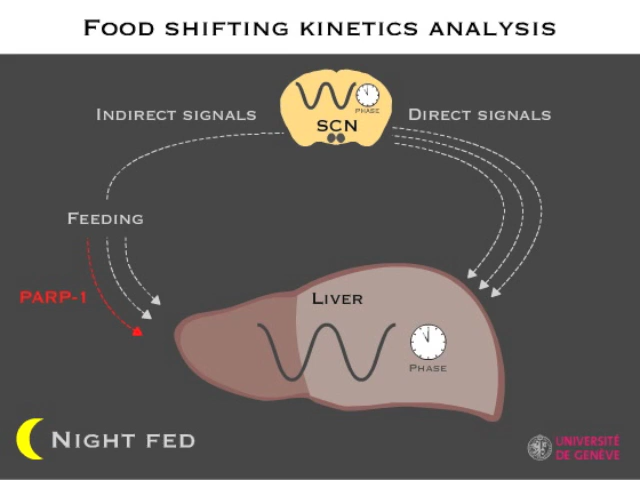 FOOD SHIFTING KINETICS ANALYSIS
INDIRECT SIGNALS
PHASE
SCN
DIRECT SIGNALS
FEEDING
PARP-1
LIVER
PHASE
NIGHT FED
UNIVERSITÉ
DE GENÈVE